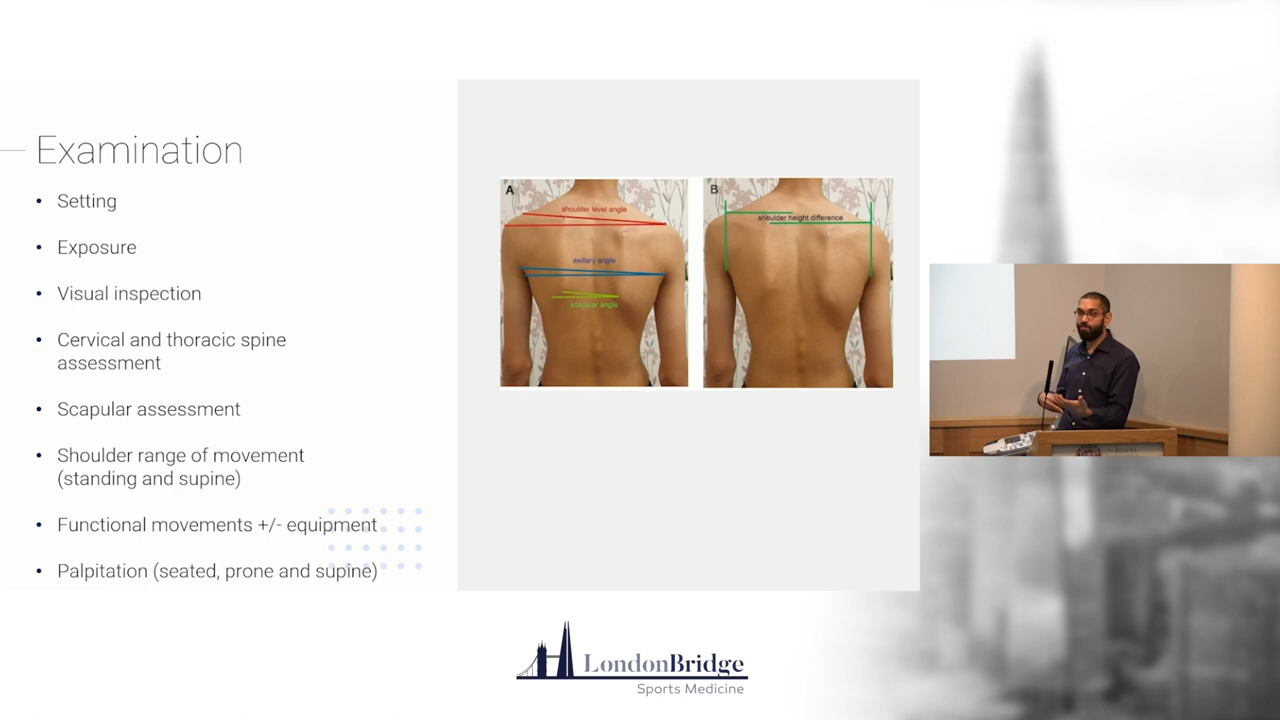 Examination
• Setting
• Exposure
• Visual inspection
• Cervical and thoracic spine
assessment
• Scapular assessment
• Shoulder range of movement
(standing and supine)
• Functional movements +/- equipment
• Palpitation (seated, prone and supine)
A
shoulder level angle
axillary angle
scapular angle
B
shoulder height difference
LondonBridge
Sports Medicine